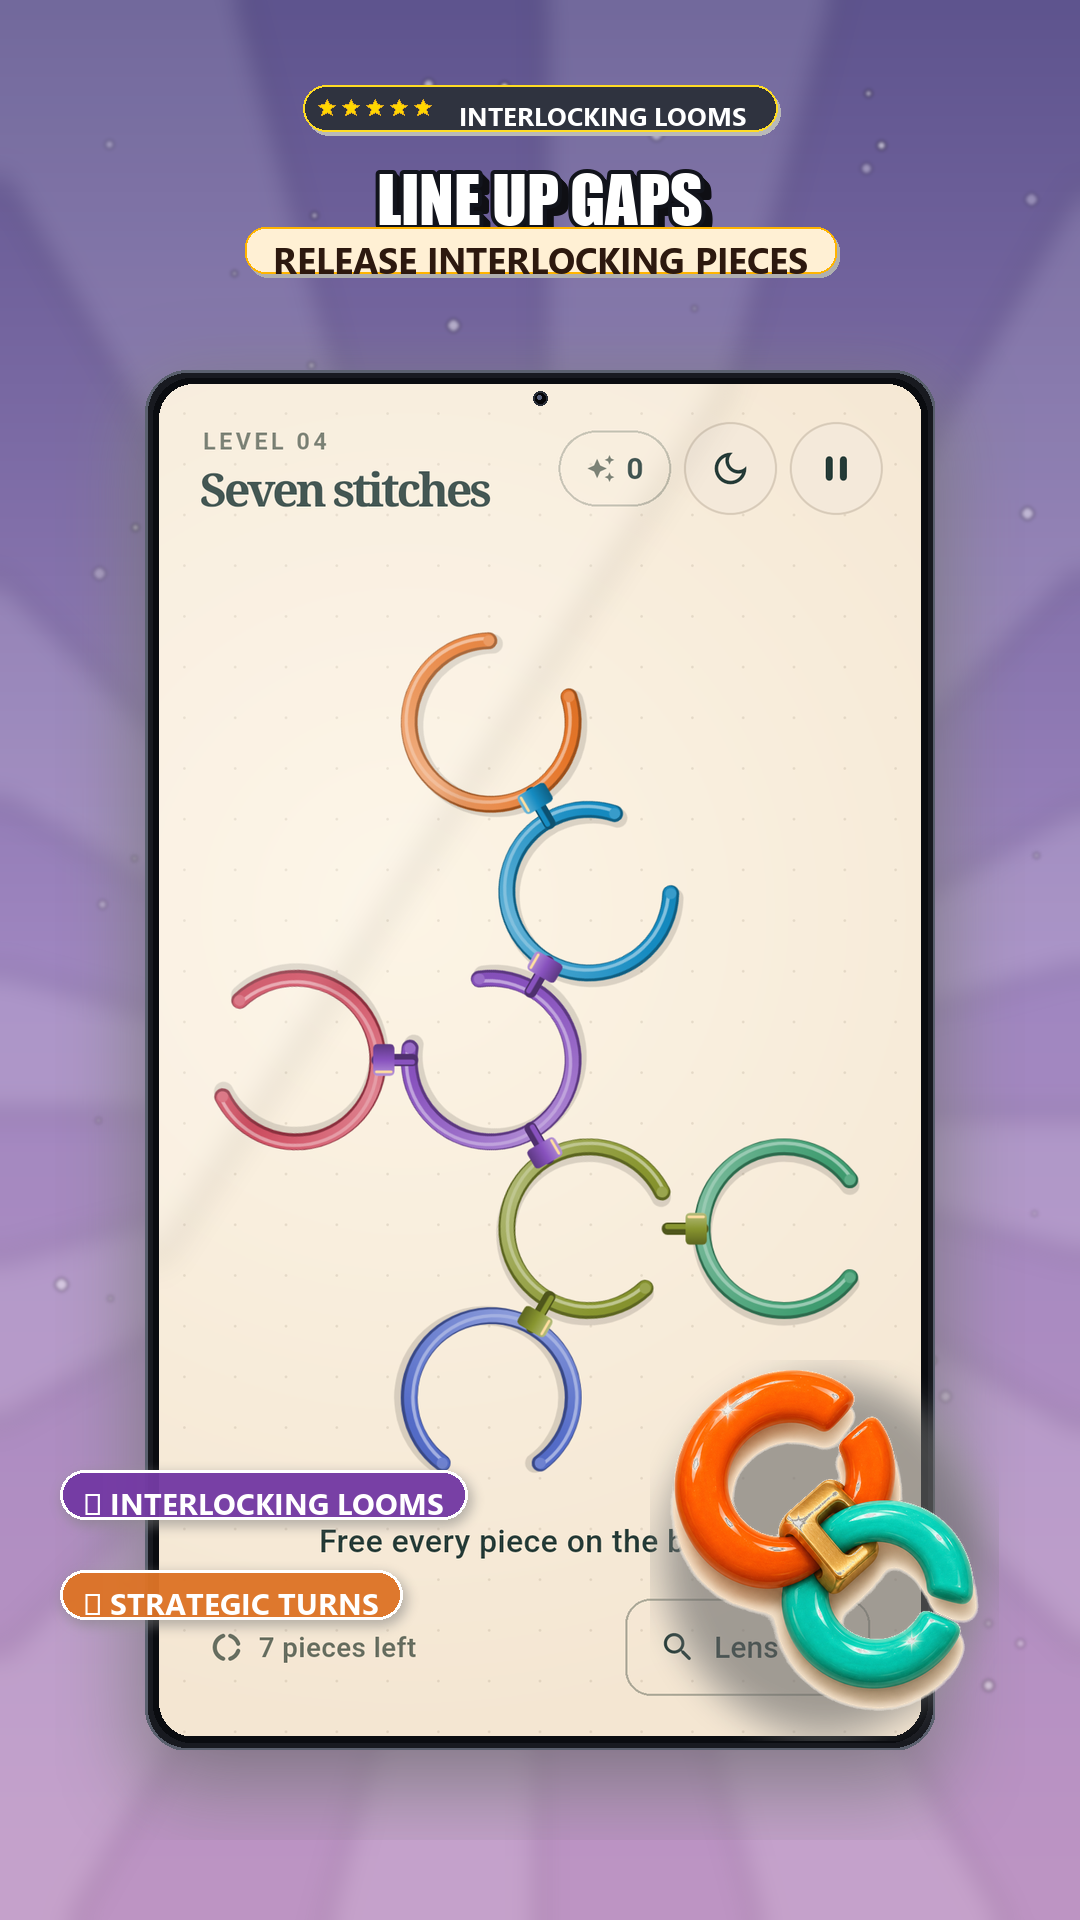 INTERLOCKING LOOMS
LINE UP GAPS
RELEASE INTERLOCKING PIECES
LEVEL 04
Seven stitches
0
INTERLOCKING LOOMS
Free every piece on the
STRATEGIC TURNS
7 pieces left
Lens